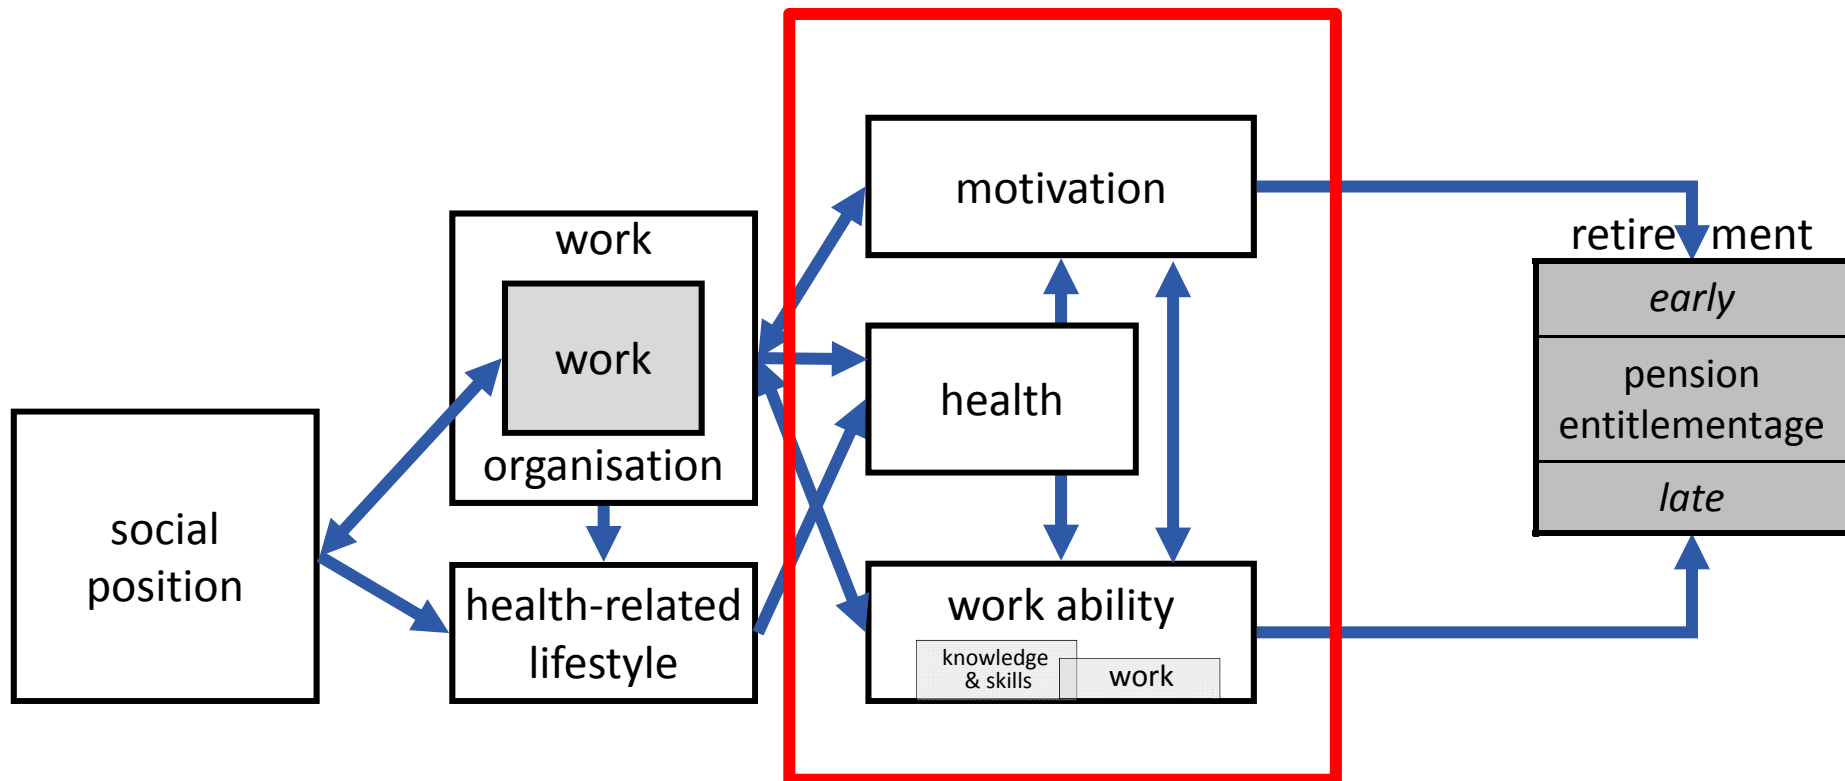 social
position
work
work
organisation
health-related
lifestyle
motivation
health
work ability
knowledge
& skills
work
retire ment
early
pension
entitlementage
late